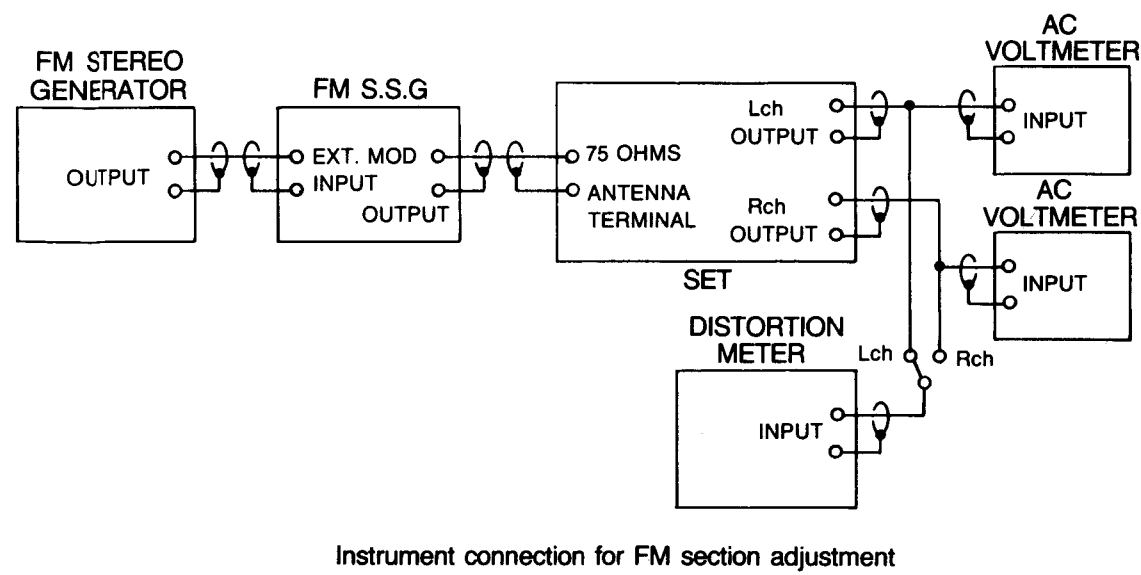 FM STEREO
GENERATOR
OUTPUT
FM S.S.G
EXT. MOD
INPUT
OUTPUT
75 OHMS
ANTENNA
TERMINAL
Lch
OUTPUT
Rch
OUTPUT
SET
AC
VOLTMETER
INPUT
AC
VOLTMETER
INPUT
DISTORTION
METER
Lch
Rch
INPUT
Instrument connection for FM section adjustment